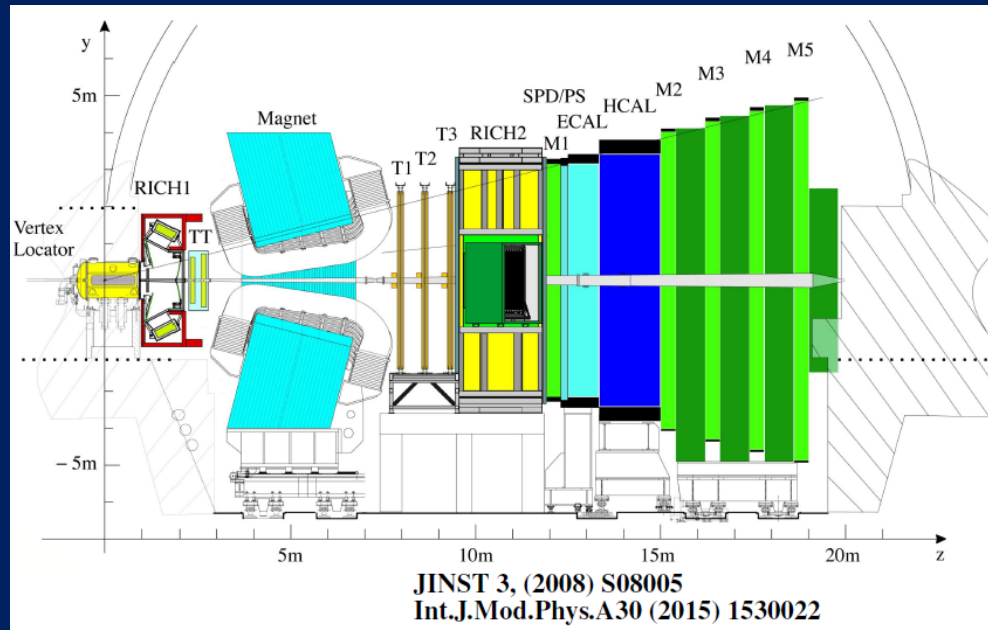 y
5m
Magnet
SPD/PS
ECAL
HCAL
M1
M2
M3
M4
M5
T1
T2
T3
RICH2
RICH1
TT
Vertex
Locator
− 5m
5m
10m
15m
20m
z
JINST 3, (2008) S08005
Int.J.Mod.Phys.A30 (2015) 1530022